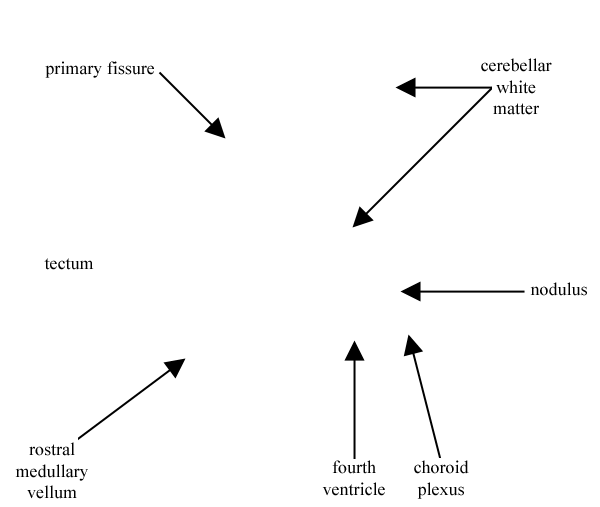 primary fissure
cerebellar
white
matter
tectum
nodulus
rostral
medullary
vellum
fourth
ventricle
choroid
plexus